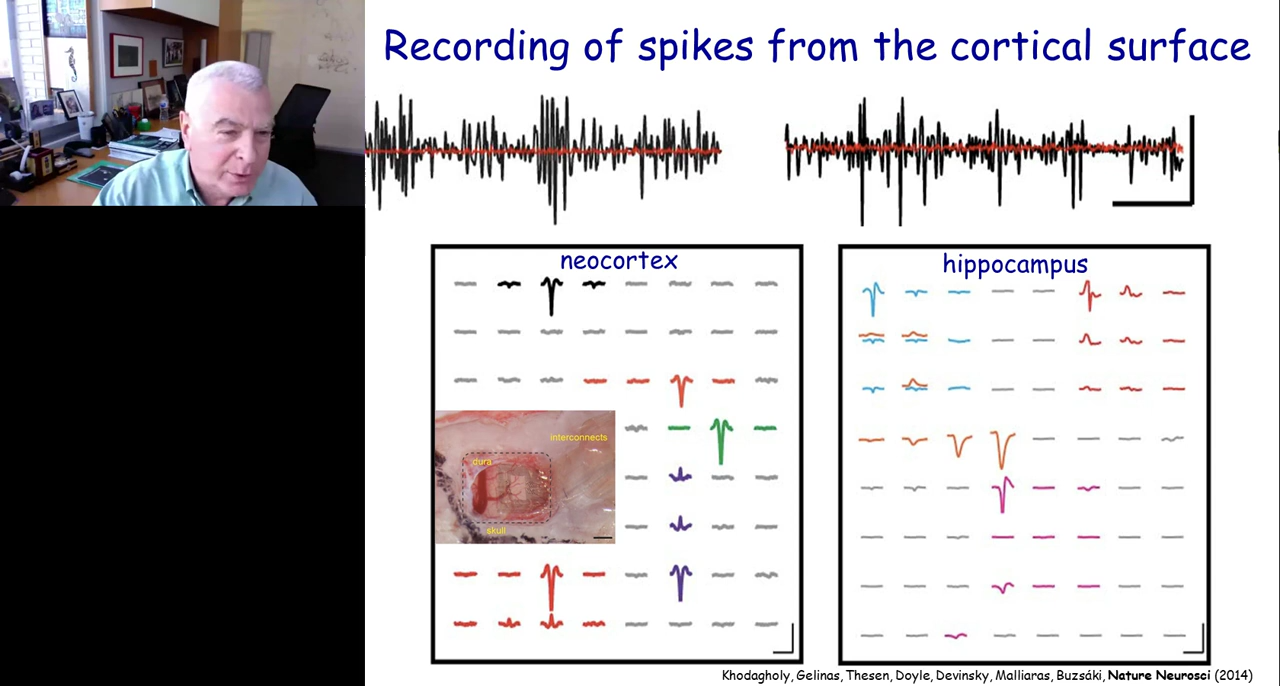 Recording of spikes from the cortical surface
neocortex
hippocampus
interconnects
dura
skull
Khodagholy, Gelinas, Thesen, Doyle, Devinsky, Malliaras, Buzsáki, Nature Neurosci (2014)